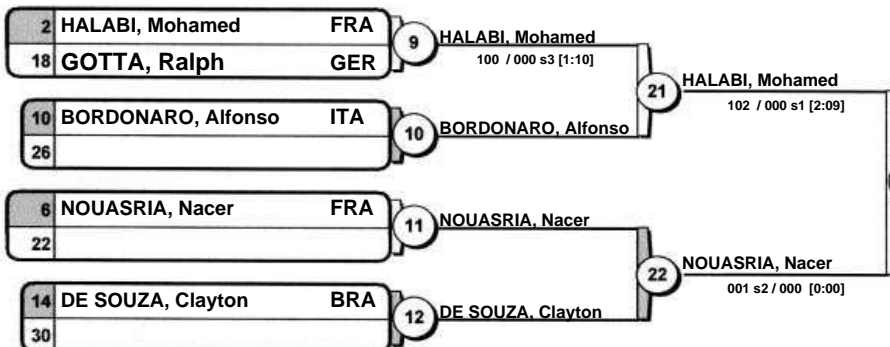 2 HALABI, Mohamed FRA
18 GOTTA, Ralph GER
9
HALABI, Mohamed
100 / 000 s3 [1:10]
10 BORDONARO, Alfonso ITA
26
10
BORDONARO, Alfonso
21
HALABI, Mohamed
102 / 000 s1 [2:09]
6 NOUASRIA, Nacer FRA
22
11
NOUASRIA, Nacer
14 DE SOUZA, Clayton BRA
30
12
DE SOUZA, Clayton
22
NOUASRIA, Nacer
001 s2 / 000 [0:00]